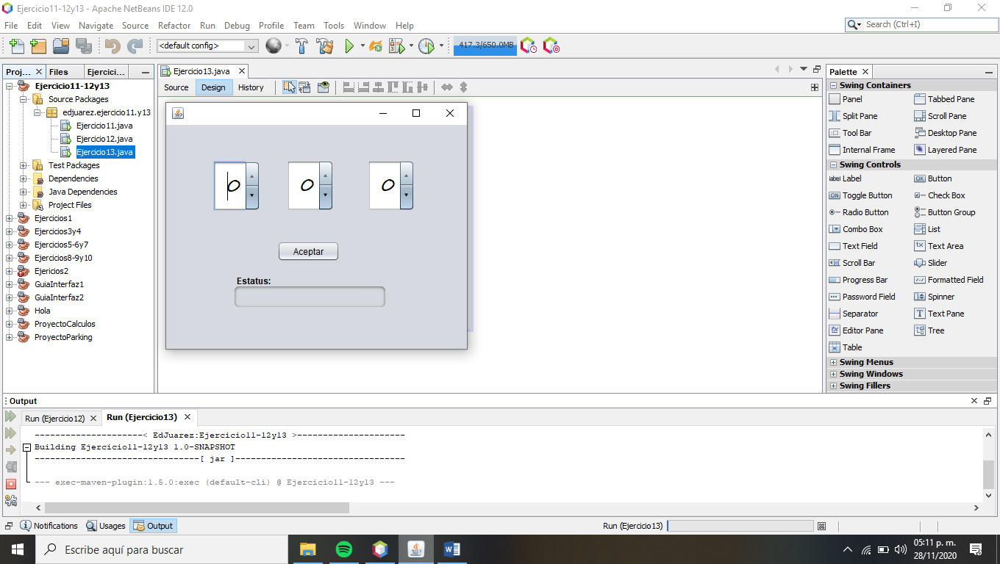 Ejercicio11-12y13 - Apache NetBeans IDE 12.0
File Edit View Navigate Source Refactor Run Debug Profile Team Tools Window Help
Search (Ctrl+I)
<default config>
417.3/650.0MB
Proj... Files Ejercici...
Ejercicio13.java
Palette
Source Design History
Ejercicio11-12y13
Source Packages
edjuarez.ejercicio11.y13
Ejercicio11.java
Ejercicio12.java
Ejercicio13.java
Test Packages
Dependencies
Java Dependencies
Project Files
Ejercicios1
Ejercicios3y4
Ejercicios5-6y7
Ejercicios8-9y10
Ejericios2
GuiaInterfaz1
GuiaInterfaz2
Hola
ProyectoCalculos
ProyectoParking
0 0 0
Aceptar
Estatus:
Swing Containers
Panel Tabbed Pane
Split Pane Scroll Pane
Tool Bar Desktop Pane
Internal Frame Layered Pane
Swing Controls
label Label OK Button
ON Toggle Button Check Box
Radio Button Button Group
Combo Box List
Text Field Text Area
Scroll Bar Slider
Progress Bar Formatted Field
Password Field Spinner
Separator Text Pane
Editor Pane Tree
Table
Swing Menus
Swing Windows
Swing Fillers
Output
Run (Ejercicio12) Run (Ejercicio13)
---------------------< EdJuarez:Ejercicio11-12y13 >---------------------
Building Ejercicio11-12y13 1.0-SNAPSHOT
--------------------------------[ jar ]---------------------------------
--- exec-maven-plugin:1.5.0:exec (default-cli) @ Ejercicio11-12y13 ---
Notifications Usages Output
Run (Ejercicio13)
Escribe aquí para buscar
05:11 p. m.
28/11/2020